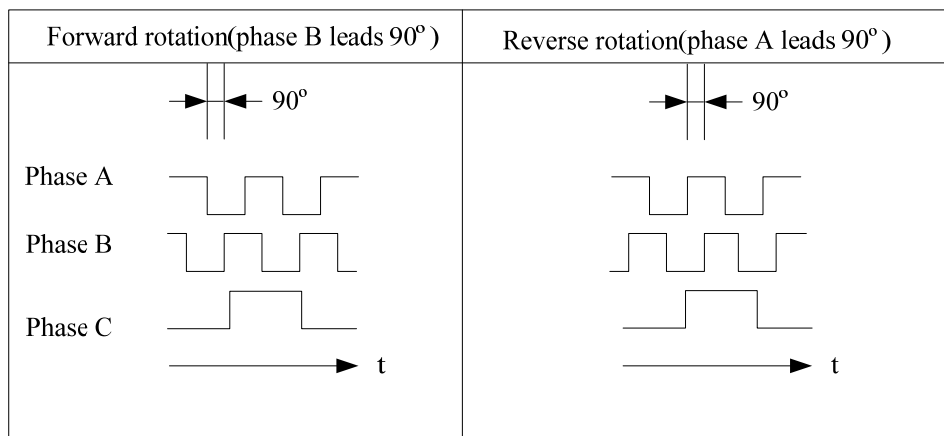 Forward rotation(phase B leads 90°)
Reverse rotation(phase A leads 90°)
90°
90°
Phase A
Phase B
Phase C
t
t